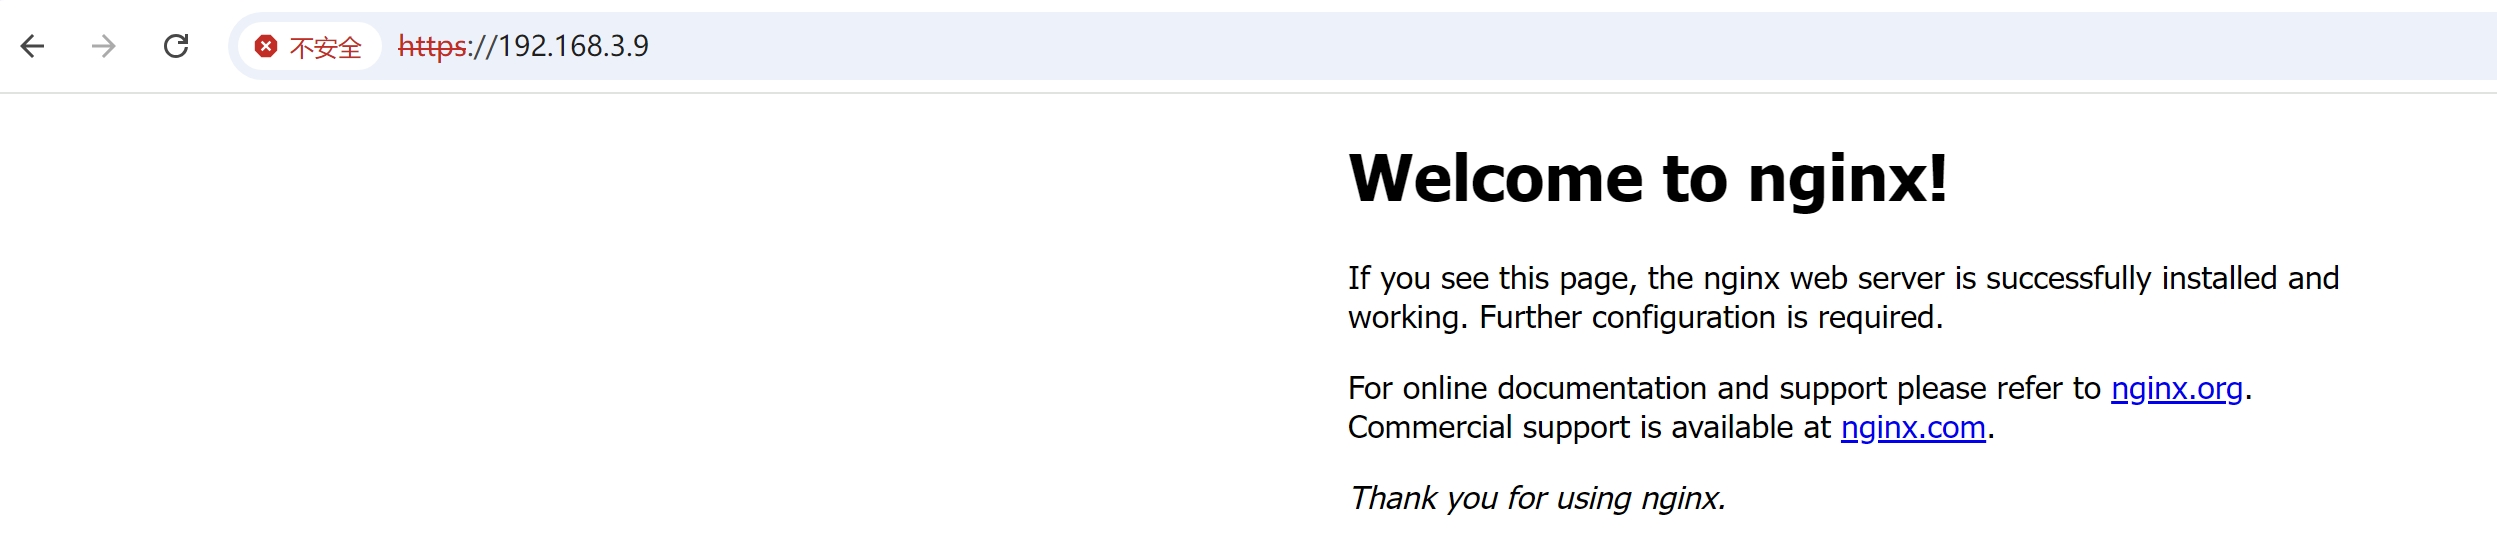 不安全 https://192.168.3.9
Welcome to nginx!
If you see this page, the nginx web server is successfully installed and
working. Further configuration is required.
For online documentation and support please refer to nginx.org.
Commercial support is available at nginx.com.
Thank you for using nginx.